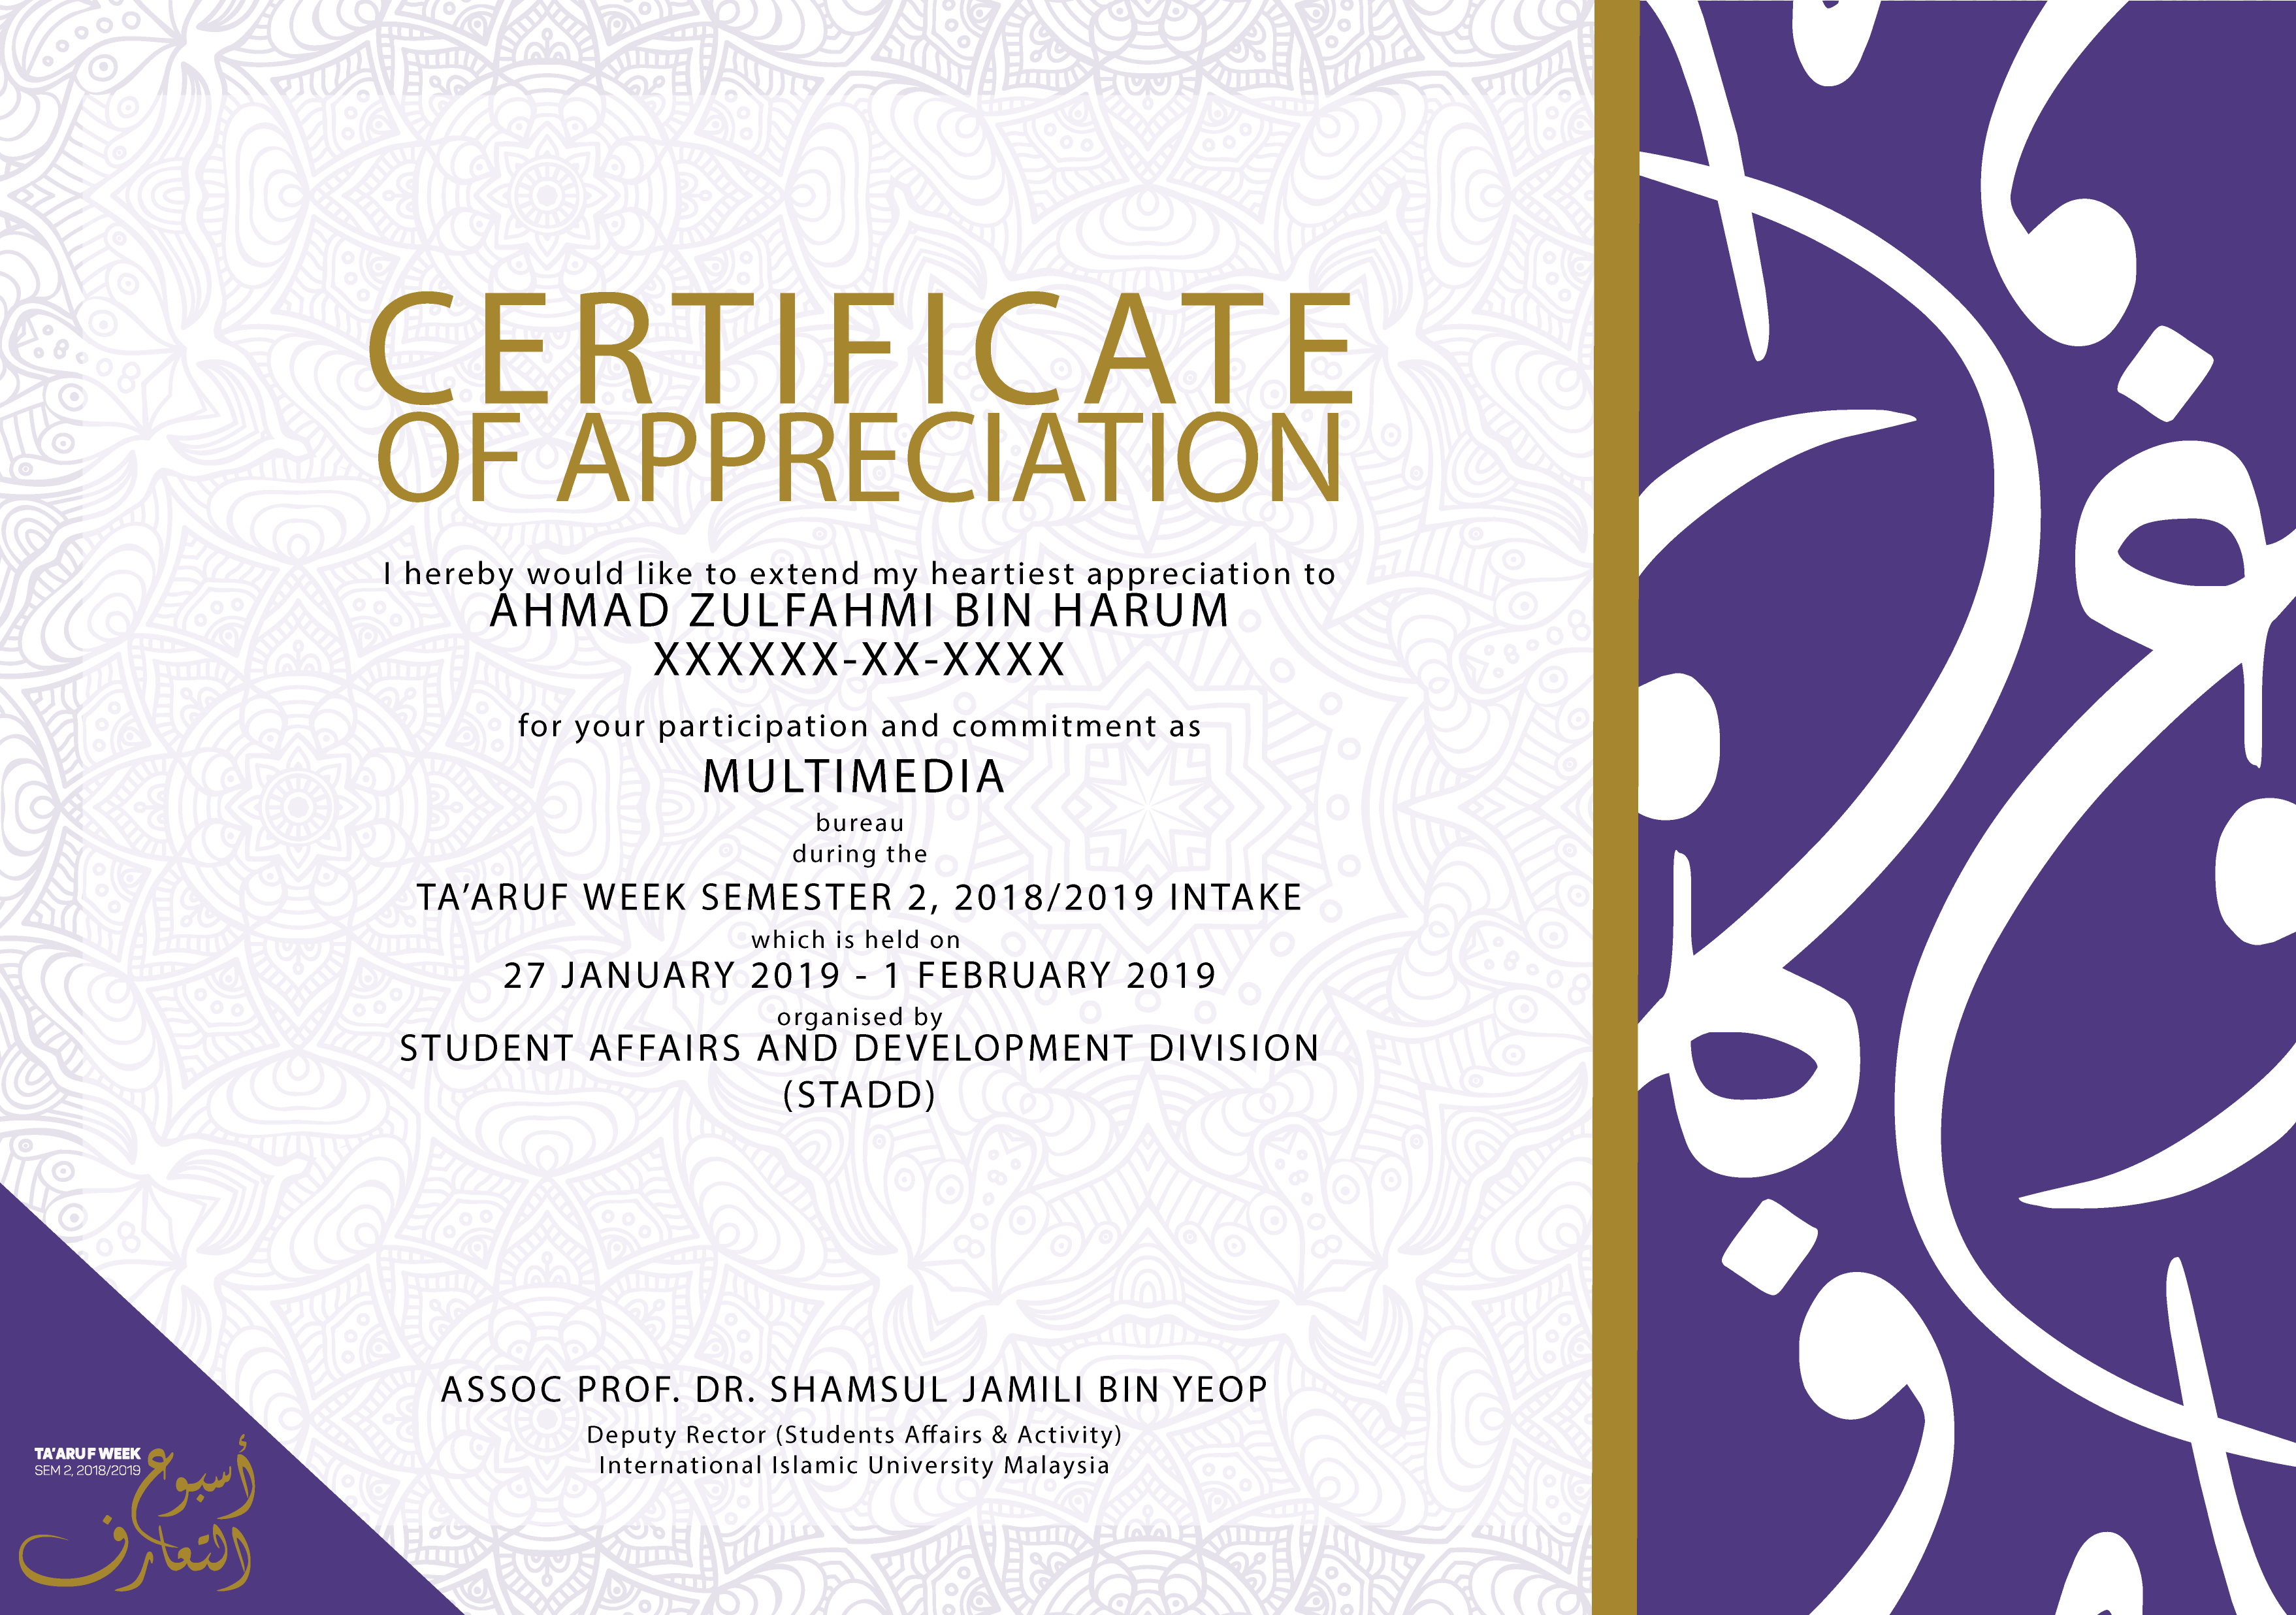 CERTIFICATE
OF APPRECIATION
I hereby would like to extend my heartiest appreciation to
AHMAD ZULFAHMI BIN HARUM
XXXXXX-XX-XXXX
for your participation and commitment as
MULTIMEDIA
bureau
during the
TA’ARUF WEEK SEMESTER 2, 2018/2019 INTAKE
which is held on
27 JANUARY 2019 - 1 FEBRUARY 2019
organised by
STUDENT AFFAIRS AND DEVELOPMENT DIVISION
(STADD)
ASSOC PROF. DR. SHAMSUL JAMILI BIN YEOP
Deputy Rector (Students Affairs & Activity)
International Islamic University Malaysia
TA’ARUF WEEK
SEM 2, 2018/2019
أسبوع
التعارف